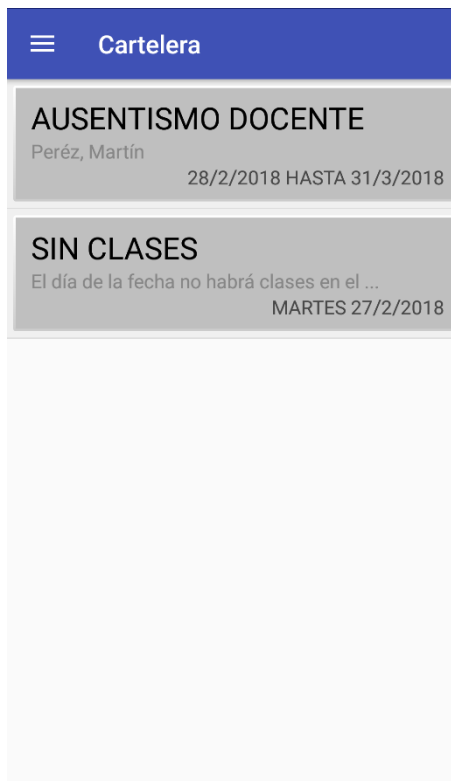 Cartelera
AUSENTISMO DOCENTE
Peréz, Martín
28/2/2018 HASTA 31/3/2018
SIN CLASES
El día de la fecha no habrá clases en el ...
MARTES 27/2/2018